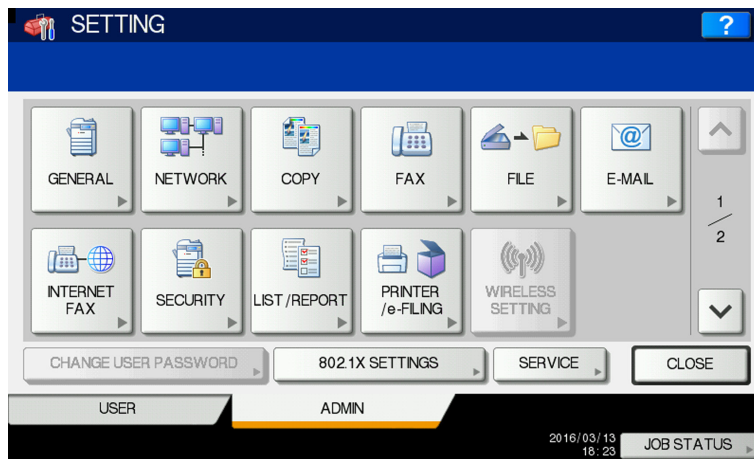 SETTING
?
GENERAL
NETWORK
COPY
FAX
FILE
E-MAIL
1
2
INTERNET
FAX
SECURITY
LIST/REPORT
PRINTER
/e-FILING
WIRELESS
SETTING
CHANGE USER PASSWORD
802.1X SETTINGS
SERVICE
CLOSE
USER
ADMIN
2016/03/13
18:23
JOB STATUS